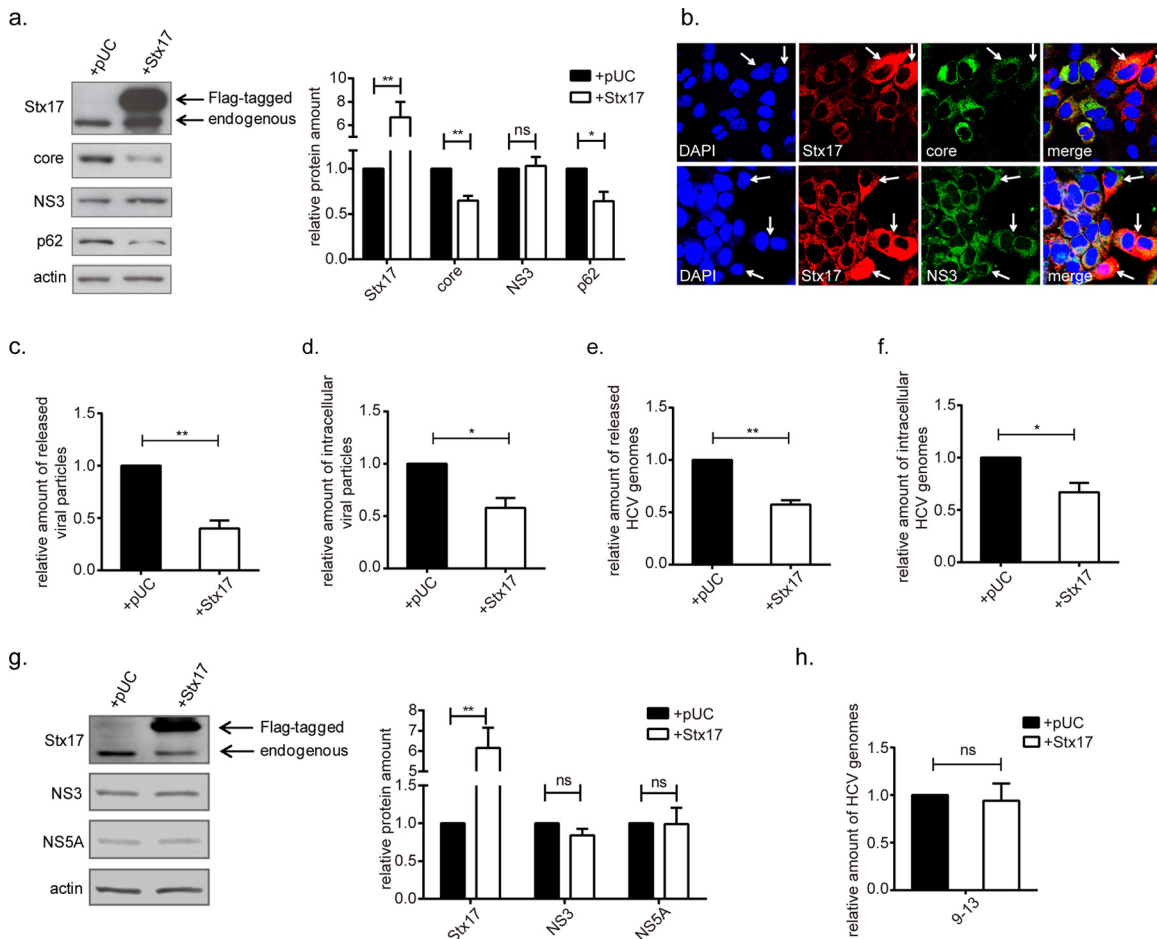 a.
+pUC
+Stx17
Stx17
Flag-tagged
endogenous
core
NS3
p62
actin
relative protein amount
10
8
6
1.0
0.5
0.0
**
**
ns
*
+pUC
+Stx17
Stx17
core
NS3
p62
b.
DAPI
Stx17
core
merge
DAPI
Stx17
NS3
merge
c.
relative amount of released
viral particles
1.5
1.0
0.5
0.0
**
+pUC
+Stx17
d.
relative amount of intracellular
viral particles
1.5
1.0
0.5
0.0
*
+pUC
+Stx17
e.
relative amount of released
HCV genomes
1.5
1.0
0.5
0.0
**
+pUC
+Stx17
f.
relative amount of intracellular
HCV genomes
1.5
1.0
0.5
0.0
*
+pUC
+Stx17
g.
+pUC
+Stx17
Stx17
Flag-tagged
endogenous
NS3
NS5A
actin
relative protein amount
8
7
6
5
1.5
1.0
0.5
0.0
**
ns
ns
+pUC
+Stx17
Stx17
NS3
NS5A
h.
relative amount of HCV genomes
1.5
1.0
0.5
0.0
ns
+pUC
+Stx17
9-13